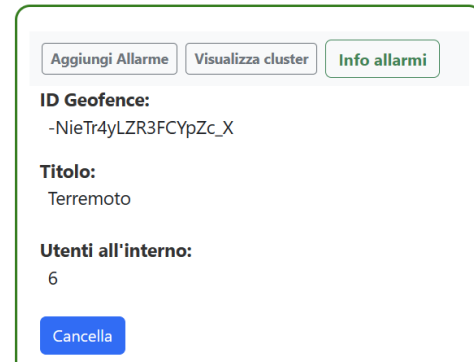 Aggiungi Allarme Visualizza cluster Info allarmi
ID Geofence:
-NieTr4yLZR3FCYpZc_X
Titolo:
Terremoto
Utenti all'interno:
6
Cancella